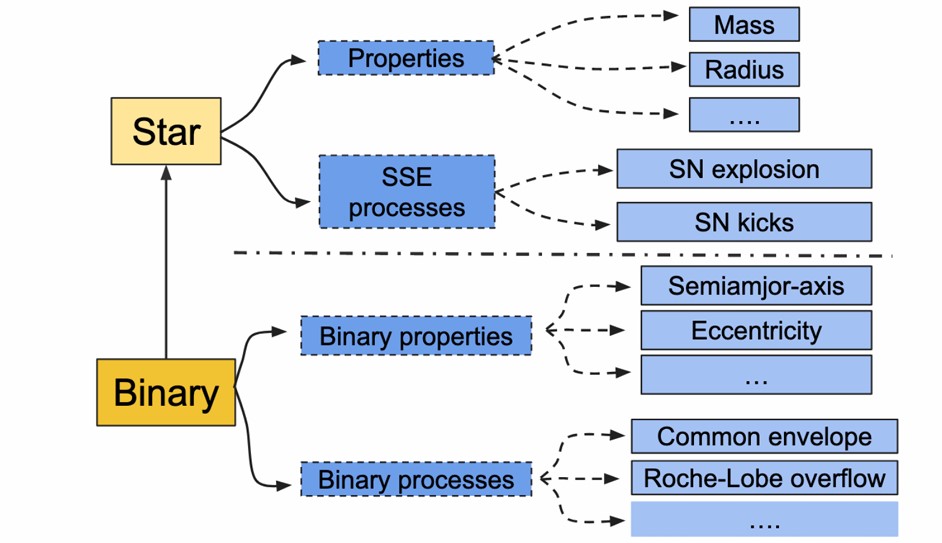 Mass
Properties
Radius
....
Star
SSE
processes
SN explosion
SN kicks
Semiamjor-axis
Binary properties
Eccentricity
...
Binary
Common envelope
Binary processes
Roche-Lobe overflow
....